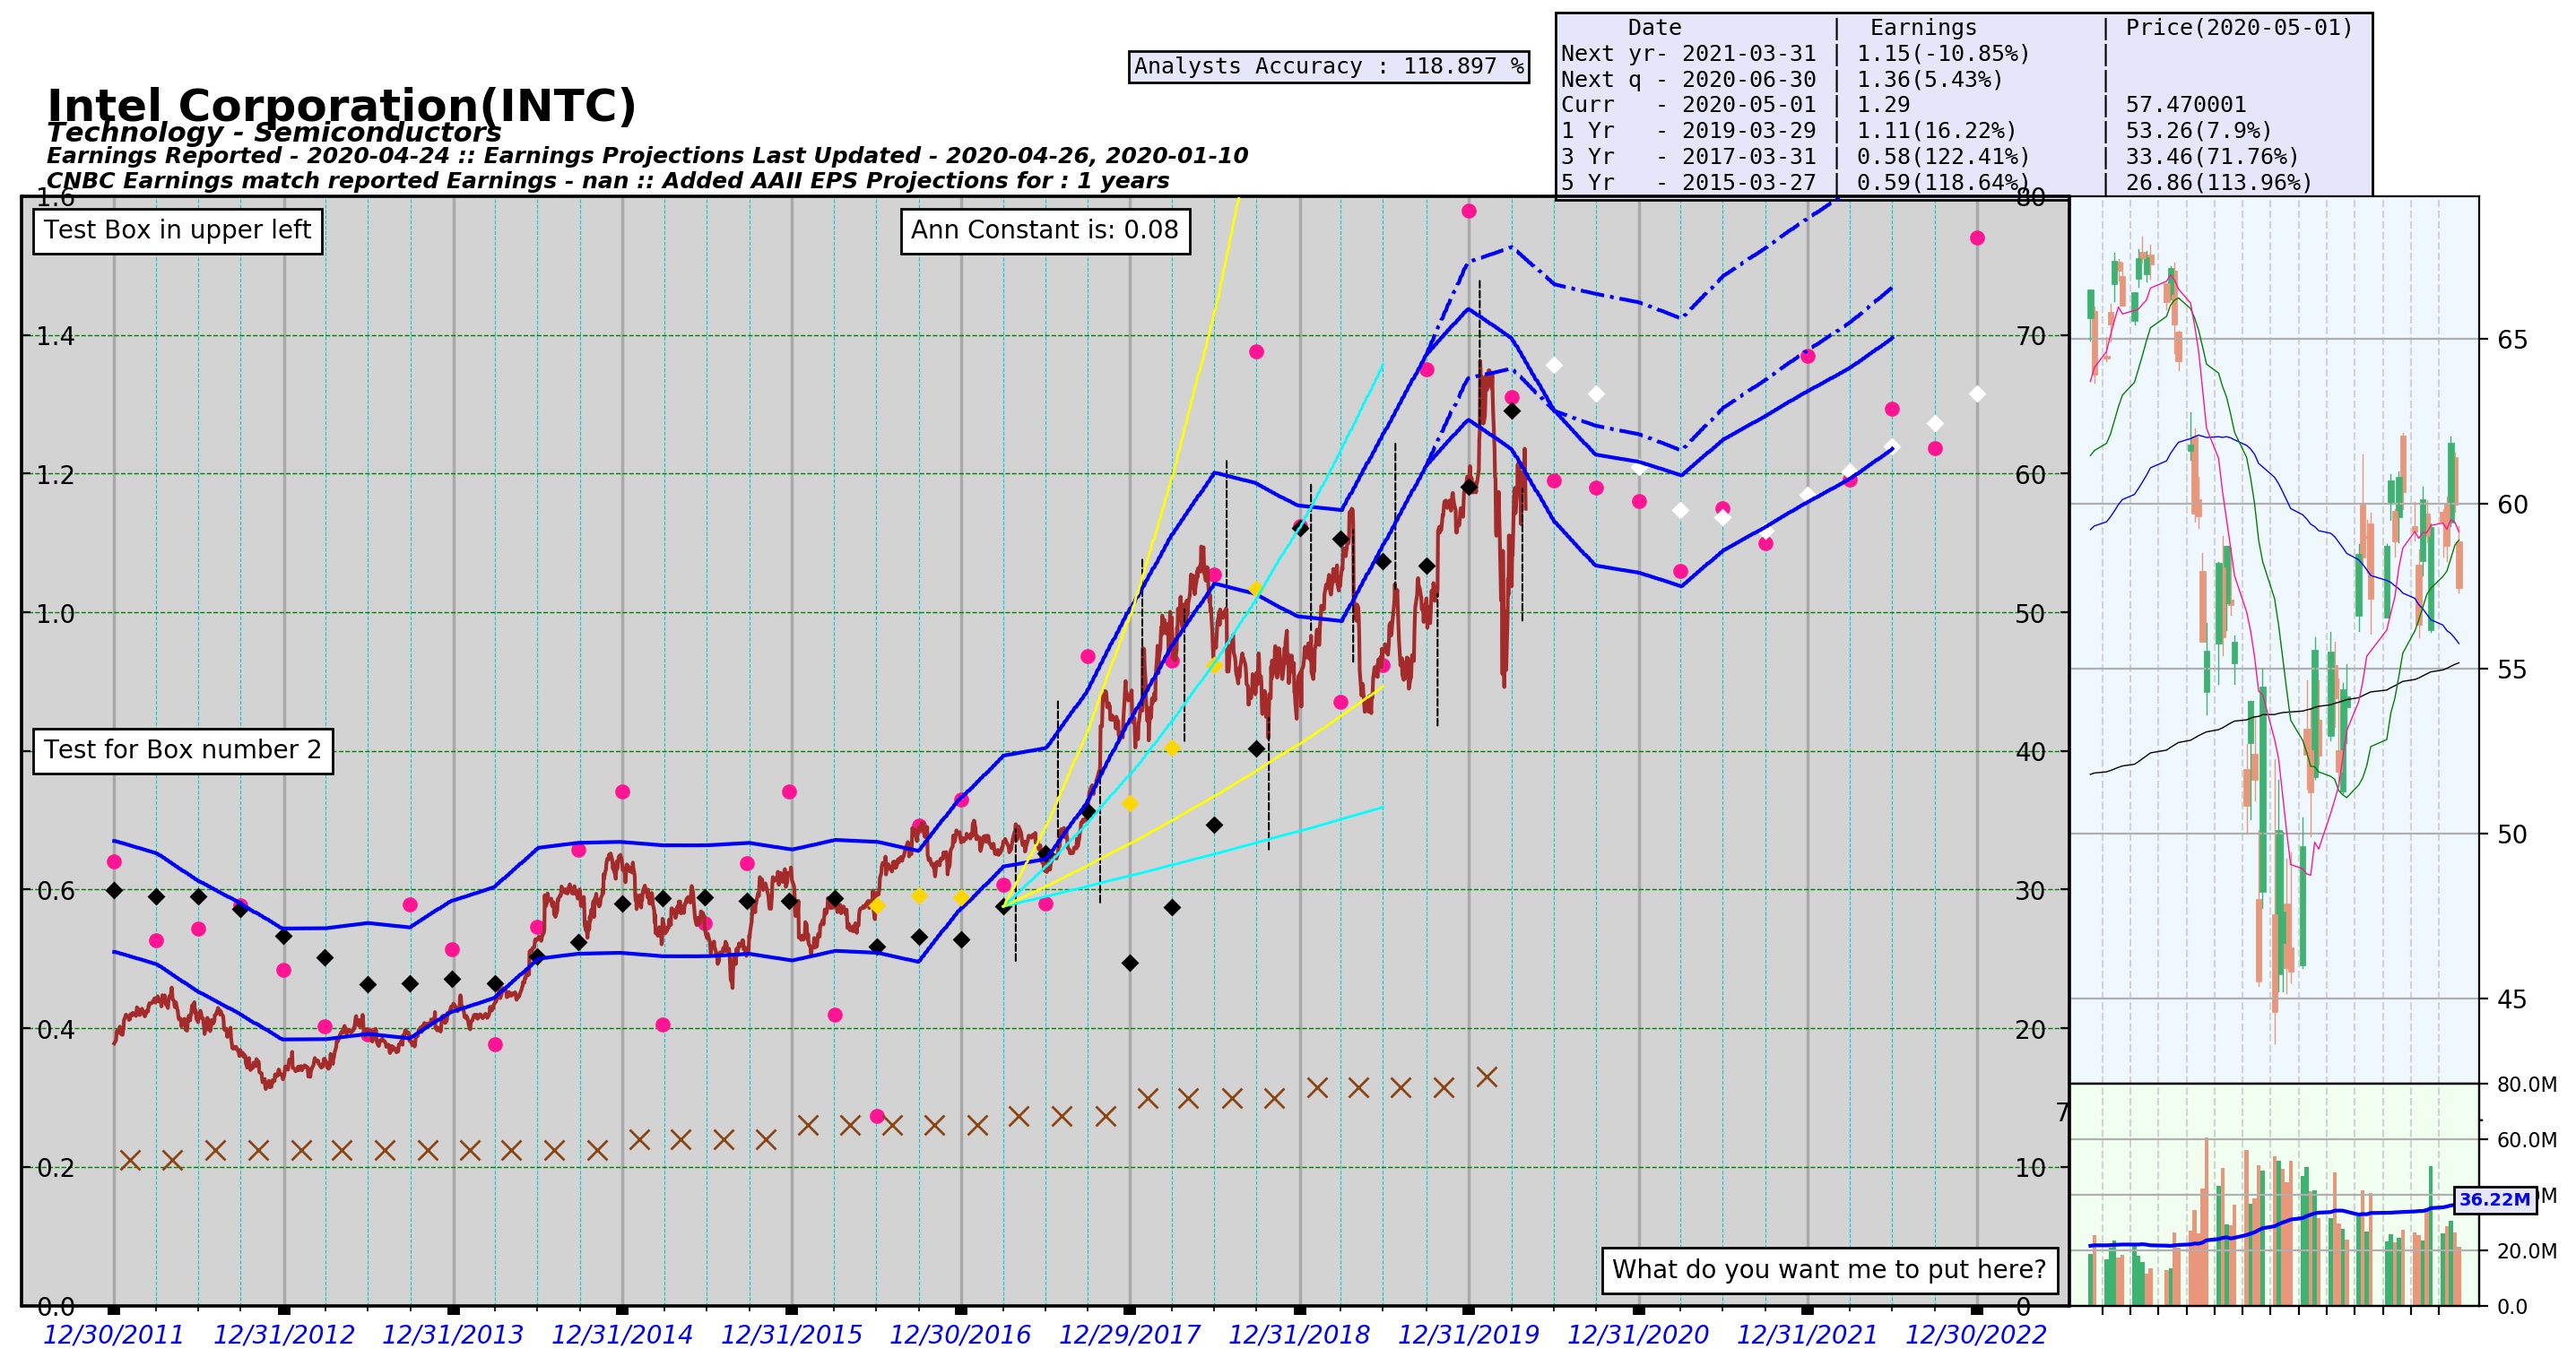 Date | Earnings | Price(2020-05-01)
Next yr- 2021-03-31 | 1.15(-10.85%) |
Analysts Accuracy : 118.897 %
Next q - 2020-06-30 | 1.36(5.43%) |
Intel Corporation(INTC)
Curr - 2020-05-01 | 1.29 | 57.470001
Technology - Semiconductors
1 Yr - 2019-03-29 | 1.11(16.22%) | 53.26(7.9%)
Earnings Reported - 2020-04-24 :: Earnings Projections Last Updated - 2020-04-26, 2020-01-10
3 Yr - 2017-03-31 | 0.58(122.41%) | 33.46(71.76%)
CNBC Earnings match reported Earnings - nan :: Added AAII EPS Projections for : 1 years
5 Yr - 2015-03-27 | 0.59(118.64%) | 26.86(113.96%)
1.6 80
Test Box in upper left Ann Constant is: 0.08
1.4 70 65
1.2 60 60
1.0 50 55
Test for Box number 2 40 50
0.6 30 45
0.4 20 80.0M
7
60.0M
0.2 10
36.22M M
What do you want me to put here? 20.0M
0.0 0 0.0
12/30/2011 12/31/2012 12/31/2013 12/31/2014 12/31/2015 12/30/2016 12/29/2017 12/31/2018 12/31/2019 12/31/2020 12/31/2021 12/30/2022